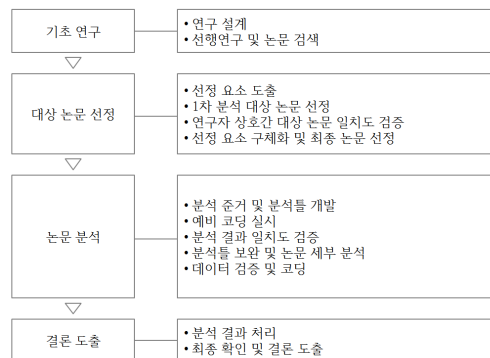 기초 연구
• 연구 설계
• 선행연구 및 논문 검색
대상 논문 선정
• 선정 요소 도출
• 1차 분석 대상 논문 선정
• 연구자 상호간 대상 논문 일치도 검증
• 선정 요소 구체화 및 최종 논문 선정
논문 분석
• 분석 준거 및 분석틀 개발
• 예비 코딩 실시
• 분석 결과 일치도 검증
• 분석틀 보완 및 논문 세부 분석
• 데이터 검증 및 코딩
결론 도출
• 분석 결과 처리
• 최종 확인 및 결론 도출